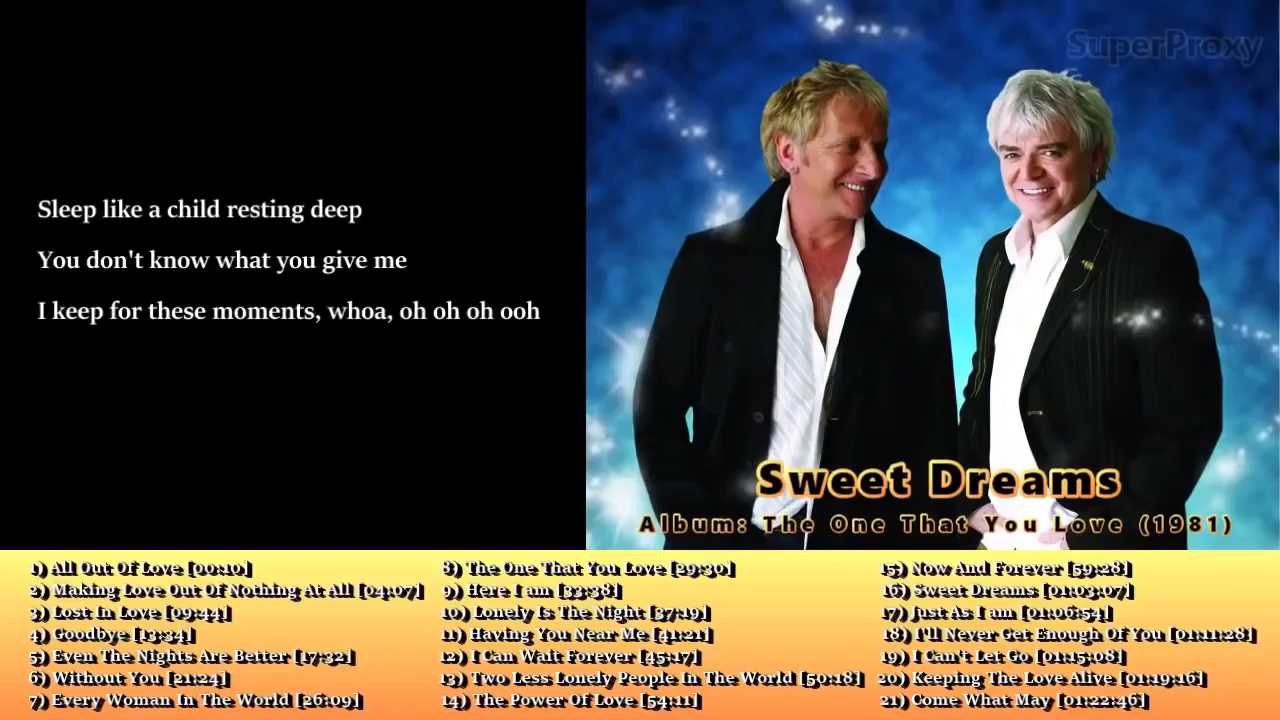 SuperProxy
Sleep like a child resting deep
You don't know what you give me
I keep for these moments, whoa, oh oh oh ooh
Sweet Dreams
Album: The One That You Love (1981)
1) All Out Of Love [00:10]
2) Making Love Out Of Nothing At All [04:07]
3) Lost In Love [09:44]
4) Goodbye [13:34]
5) Even The Nights Are Better [17:32]
6) Without You [21:24]
7) Every Woman In The World [26:09]
8) The One That You Love [29:30]
9) Here I am [33:38]
10) Lonely Is The Night [37:19]
11) Having You Near Me [41:21]
12) I Can Wait Forever [45:17]
13) Two Less Lonely People In The World [50:18]
14) The Power Of Love [54:11]
15) Now And Forever [59:28]
16) Sweet Dreams [01:03:07]
17) Just As I am [01:06:54]
18) I'll Never Get Enough Of You [01:11:28]
19) I Can't Let Go [01:15:08]
20) Keeping The Love Alive [01:19:16]
21) Come What May [01:22:46]